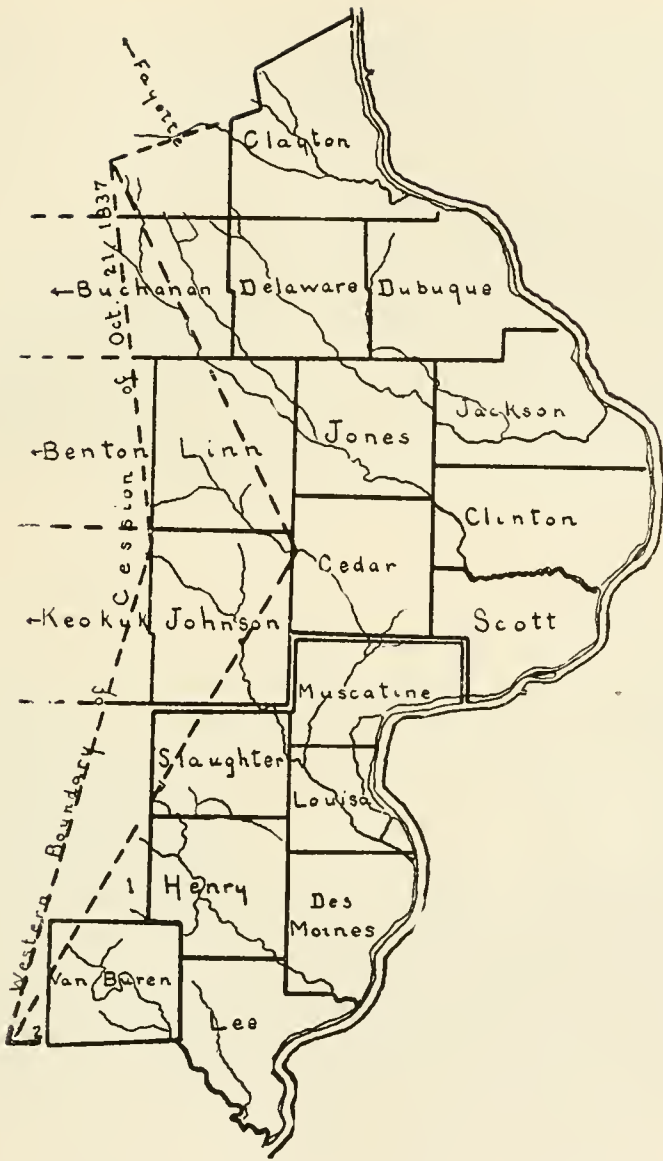 ←Fayette
Clayton
←Buchanan
Delaware
Dubuque
Jackson
←Benton
Linn
Jones
Clinton
Cedar
←Keokuk
Johnson
Scott
Muscatine
Slaughter
Louisa
1
Henry
Des
Moines
Van Buren
Lee
2
Western Boundary of Cession of Oct. 21, 1837